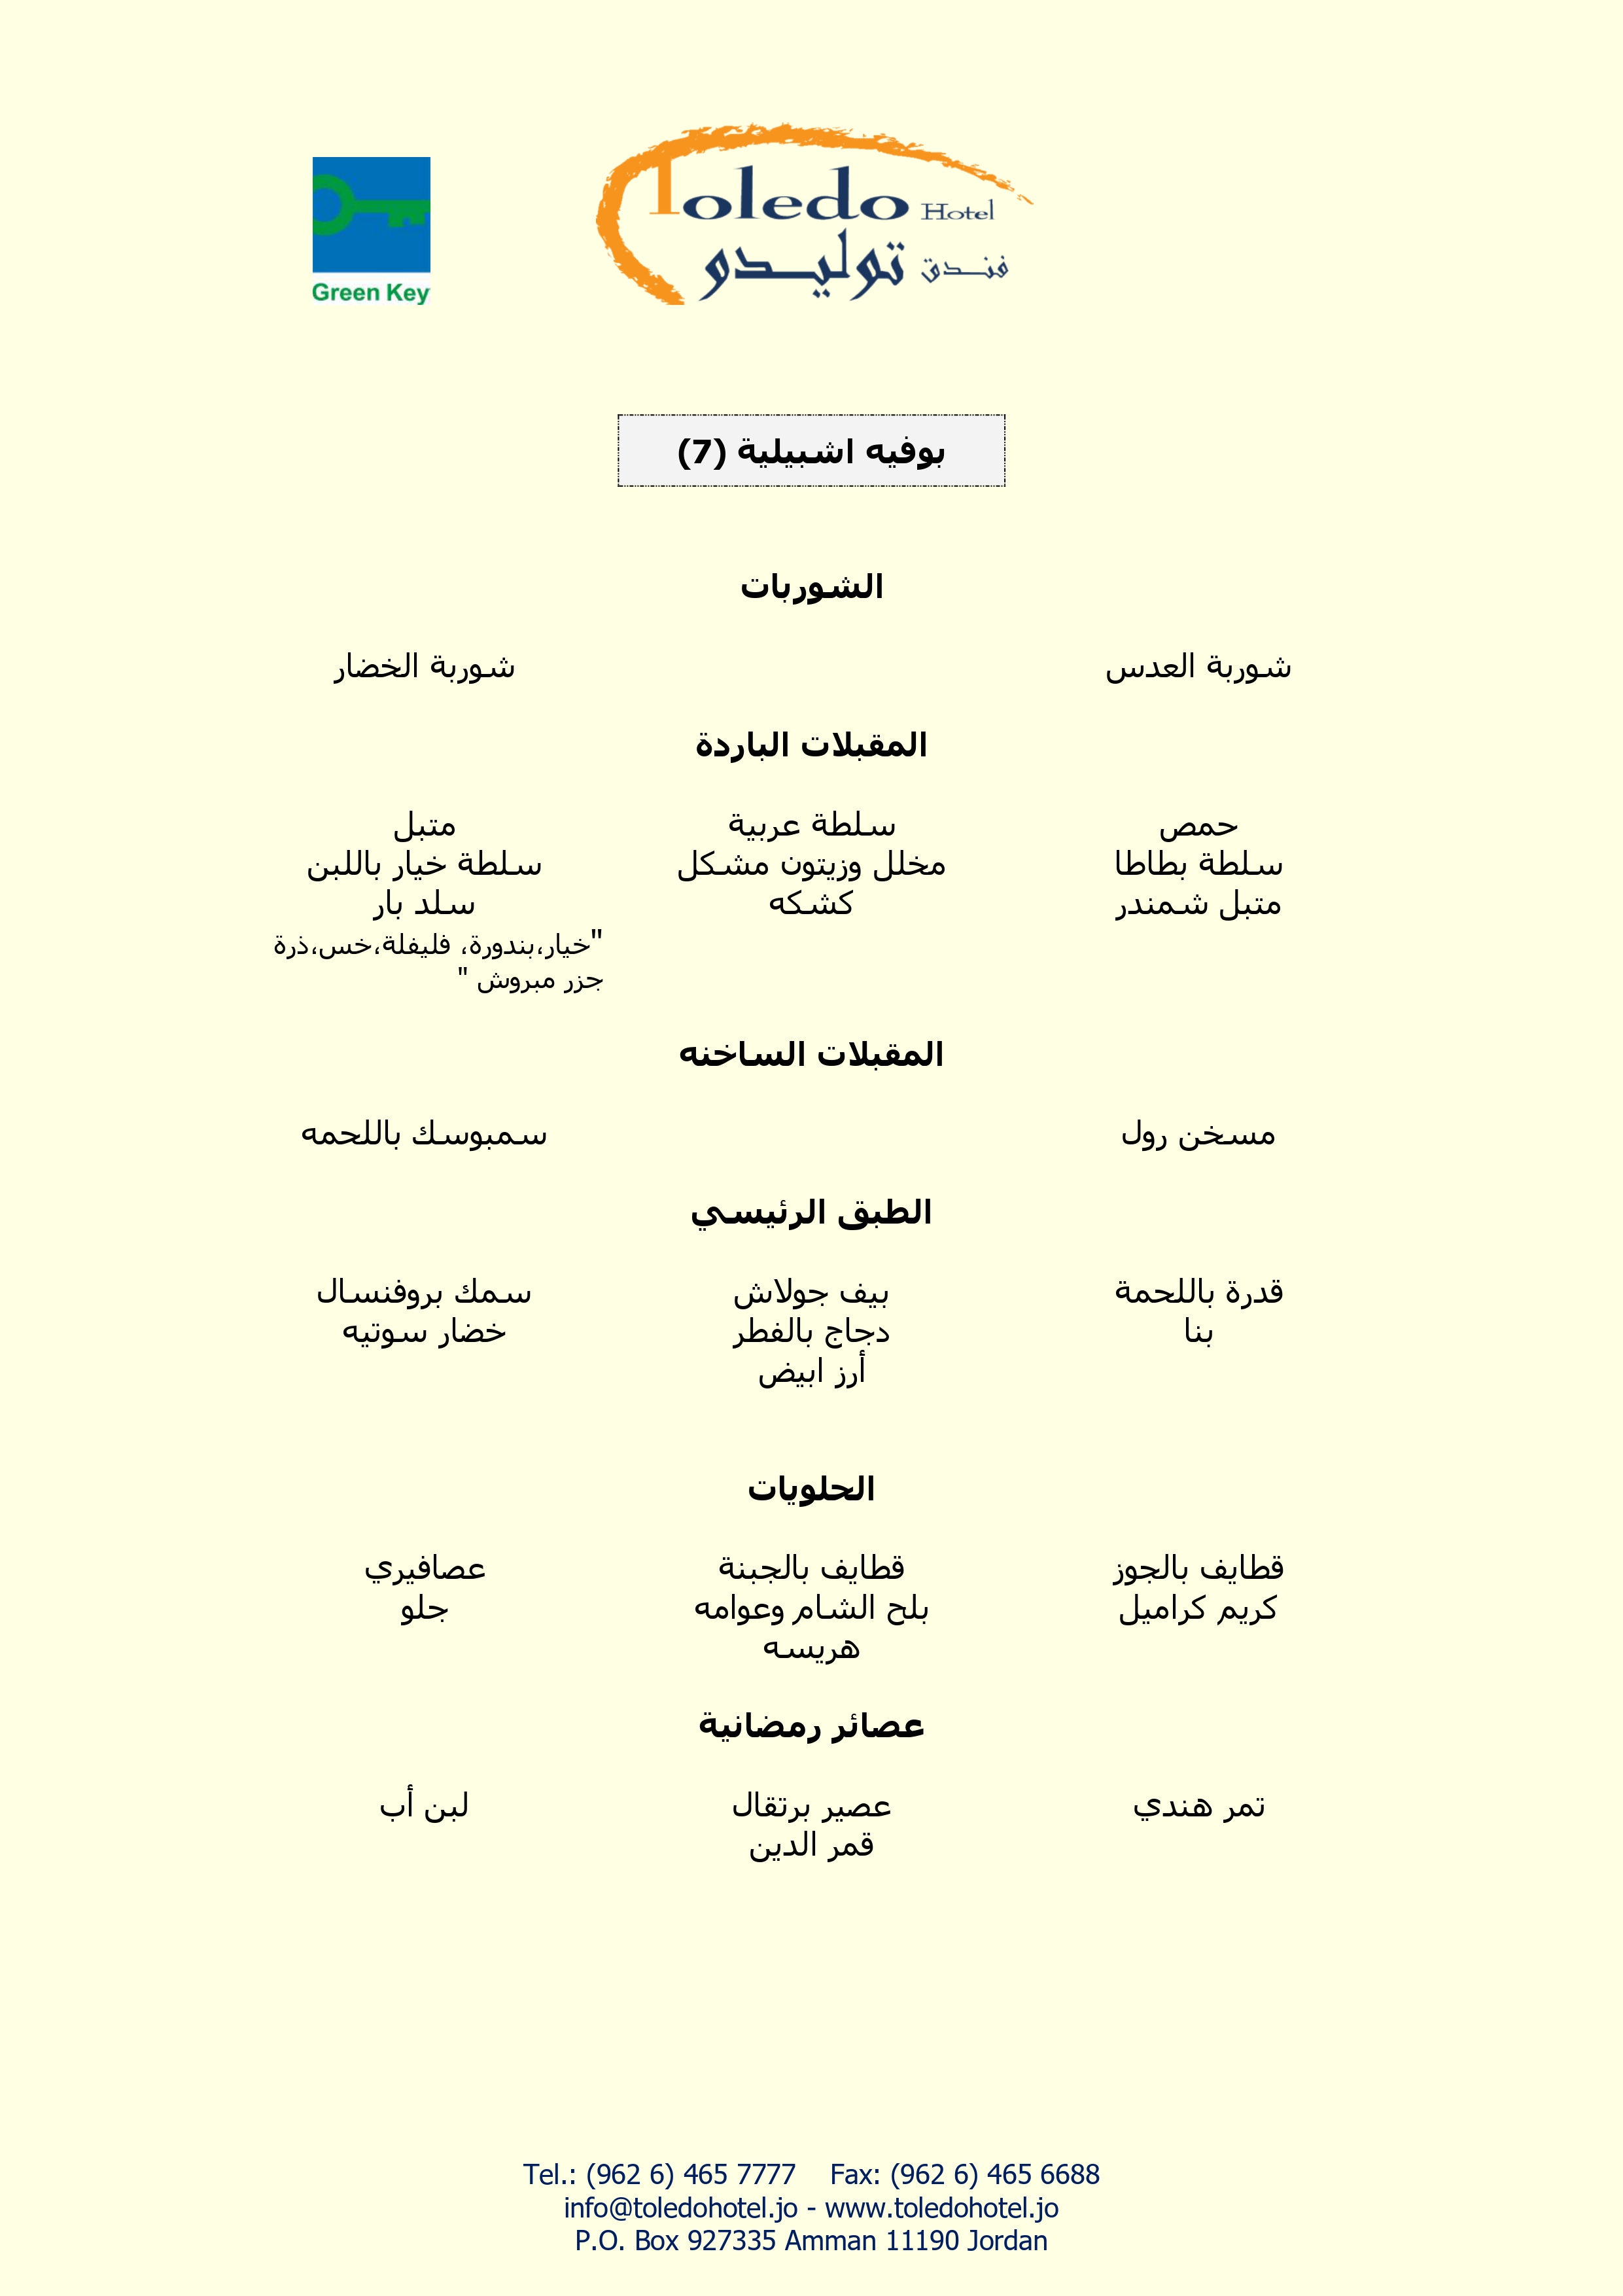 Green Key
Toledo Hotel
فندق توليدو
بوفيه اشبيلية (7)
الشوربات
شوربة العدس شوربة الخضار
المقبلات الباردة
حمص سلطة عربية متبل
سلطة بطاطا مخلل وزيتون مشكل سلطة خيار باللبن
متبل شمندر كشكه سلد بار
"خيار،بندورة، فليفلة،خس،ذرة
جزر مبروش "
المقبلات الساخنه
مسخن رول سمبوسك باللحمه
الطبق الرئيسي
قدرة باللحمة بيف جولاش سمك بروفنسال
بنا دجاج بالفطر خضار سوتيه
أرز ابيض
الحلويات
قطايف بالجوز قطايف بالجبنة عصافيري
كريم كراميل بلح الشام وعوامه جلو
هريسه
عصائر رمضانية
تمر هندي عصير برتقال لبن أب
قمر الدين
Tel.: (962 6) 465 7777 Fax: (962 6) 465 6688
info@toledohotel.jo - www.toledohotel.jo
P.O. Box 927335 Amman 11190 Jordan